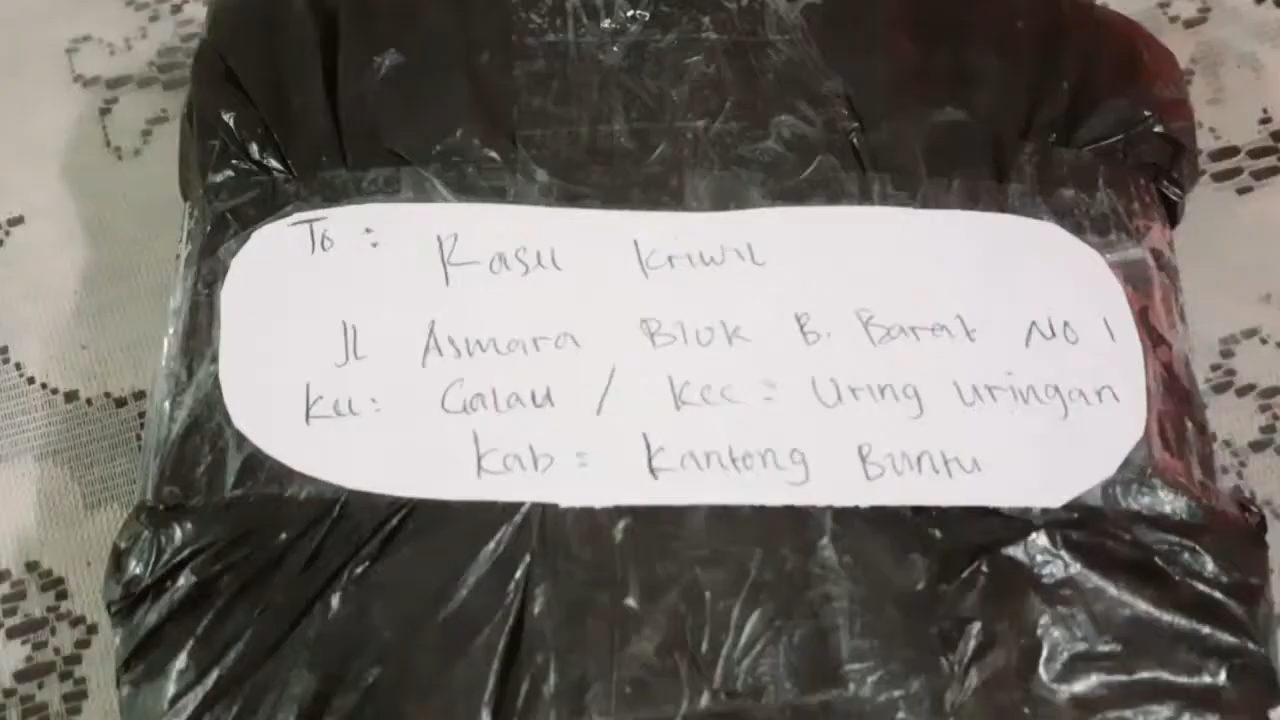 To : Rasu Kriwil
Jl Asmara Blok B. Barat No 1
Kel: Galau / Kec: Uring uringan
Kab: Kantong Buntu